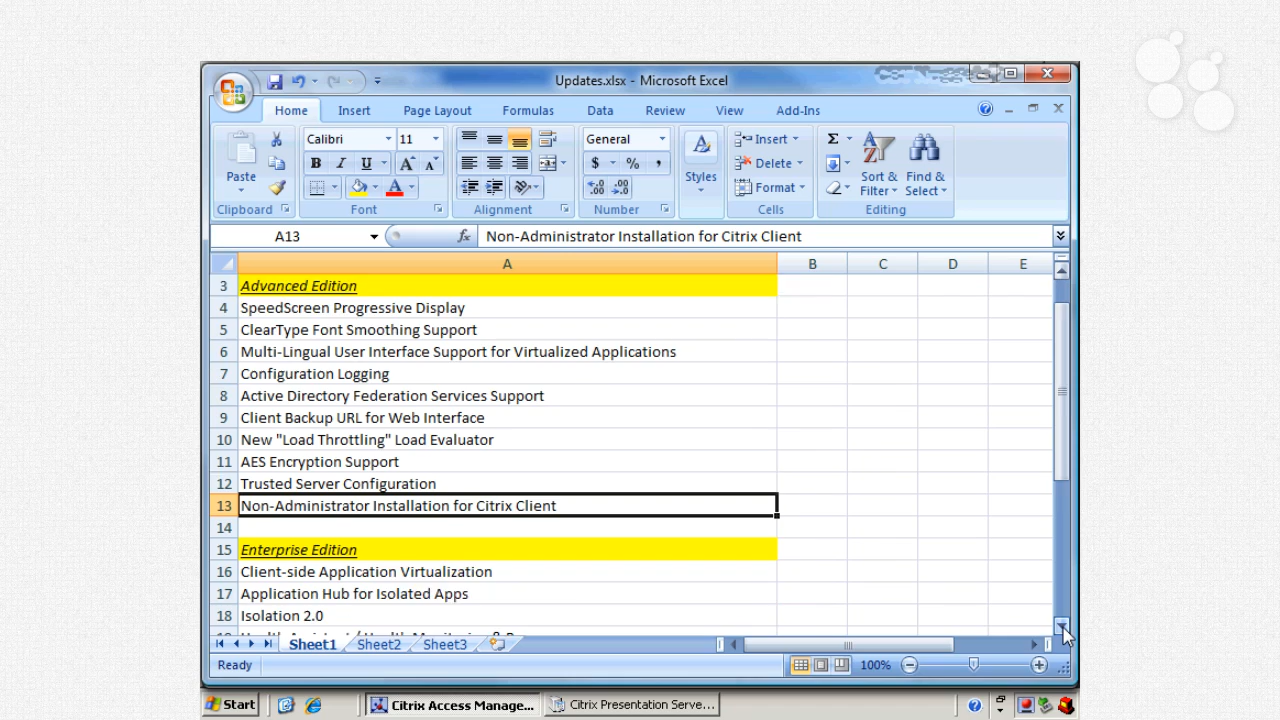 Updates.xlsx - Microsoft Excel
Home Insert Page Layout Formulas Data Review View Add-Ins
Paste Calibri 11 General Styles Insert Delete Format Sort & Filter Find & Select
B I U A A A $ % , Σ
Clipboard Font Alignment Number Cells Editing
A13 fx Non-Administrator Installation for Citrix Client
A B C D E
3 Advanced Edition
4 SpeedScreen Progressive Display
5 ClearType Font Smoothing Support
6 Multi-Lingual User Interface Support for Virtualized Applications
7 Configuration Logging
8 Active Directory Federation Services Support
9 Client Backup URL for Web Interface
10 New "Load Throttling" Load Evaluator
11 AES Encryption Support
12 Trusted Server Configuration
13 Non-Administrator Installation for Citrix Client
14
15 Enterprise Edition
16 Client-side Application Virtualization
17 Application Hub for Isolated Apps
18 Isolation 2.0
Sheet1 Sheet2 Sheet3
Ready 100%
Start Citrix Access Manage... Citrix Presentation Serve...